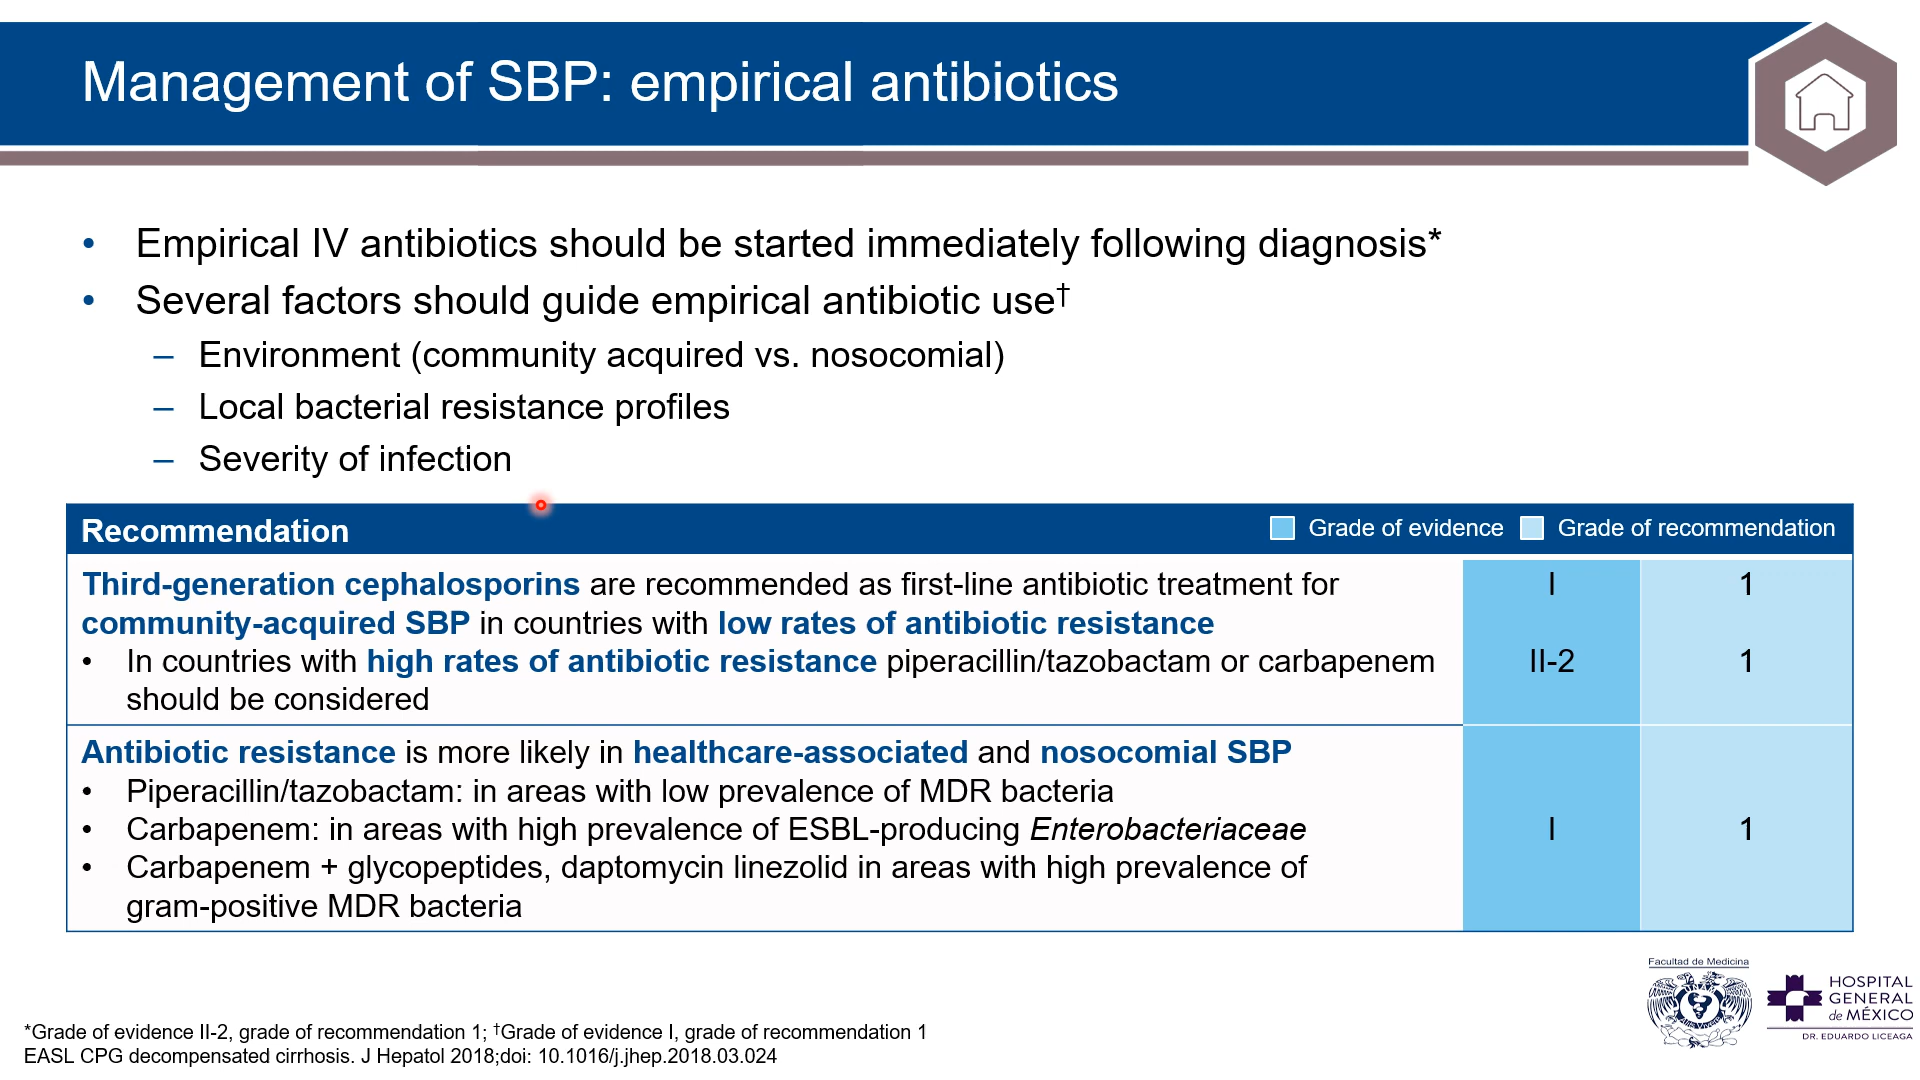 Management of SBP: empirical antibiotics
• Empirical IV antibiotics should be started immediately following diagnosis*
• Several factors should guide empirical antibiotic use†
– Environment (community acquired vs. nosocomial)
– Local bacterial resistance profiles
– Severity of infection
Recommendation Grade of evidence Grade of recommendation
Third-generation cephalosporins are recommended as first-line antibiotic treatment for I 1
community-acquired SBP in countries with low rates of antibiotic resistance
• In countries with high rates of antibiotic resistance piperacillin/tazobactam or carbapenem II-2 1
should be considered
Antibiotic resistance is more likely in healthcare-associated and nosocomial SBP
• Piperacillin/tazobactam: in areas with low prevalence of MDR bacteria
• Carbapenem: in areas with high prevalence of ESBL-producing Enterobacteriaceae I 1
• Carbapenem + glycopeptides, daptomycin linezolid in areas with high prevalence of
gram-positive MDR bacteria
Facultad de Medicina
HOSPITAL
GENERAL
de MÉXICO
DR. EDUARDO LICEAGA
*Grade of evidence II-2, grade of recommendation 1; †Grade of evidence I, grade of recommendation 1
EASL CPG decompensated cirrhosis. J Hepatol 2018;doi: 10.1016/j.jhep.2018.03.024